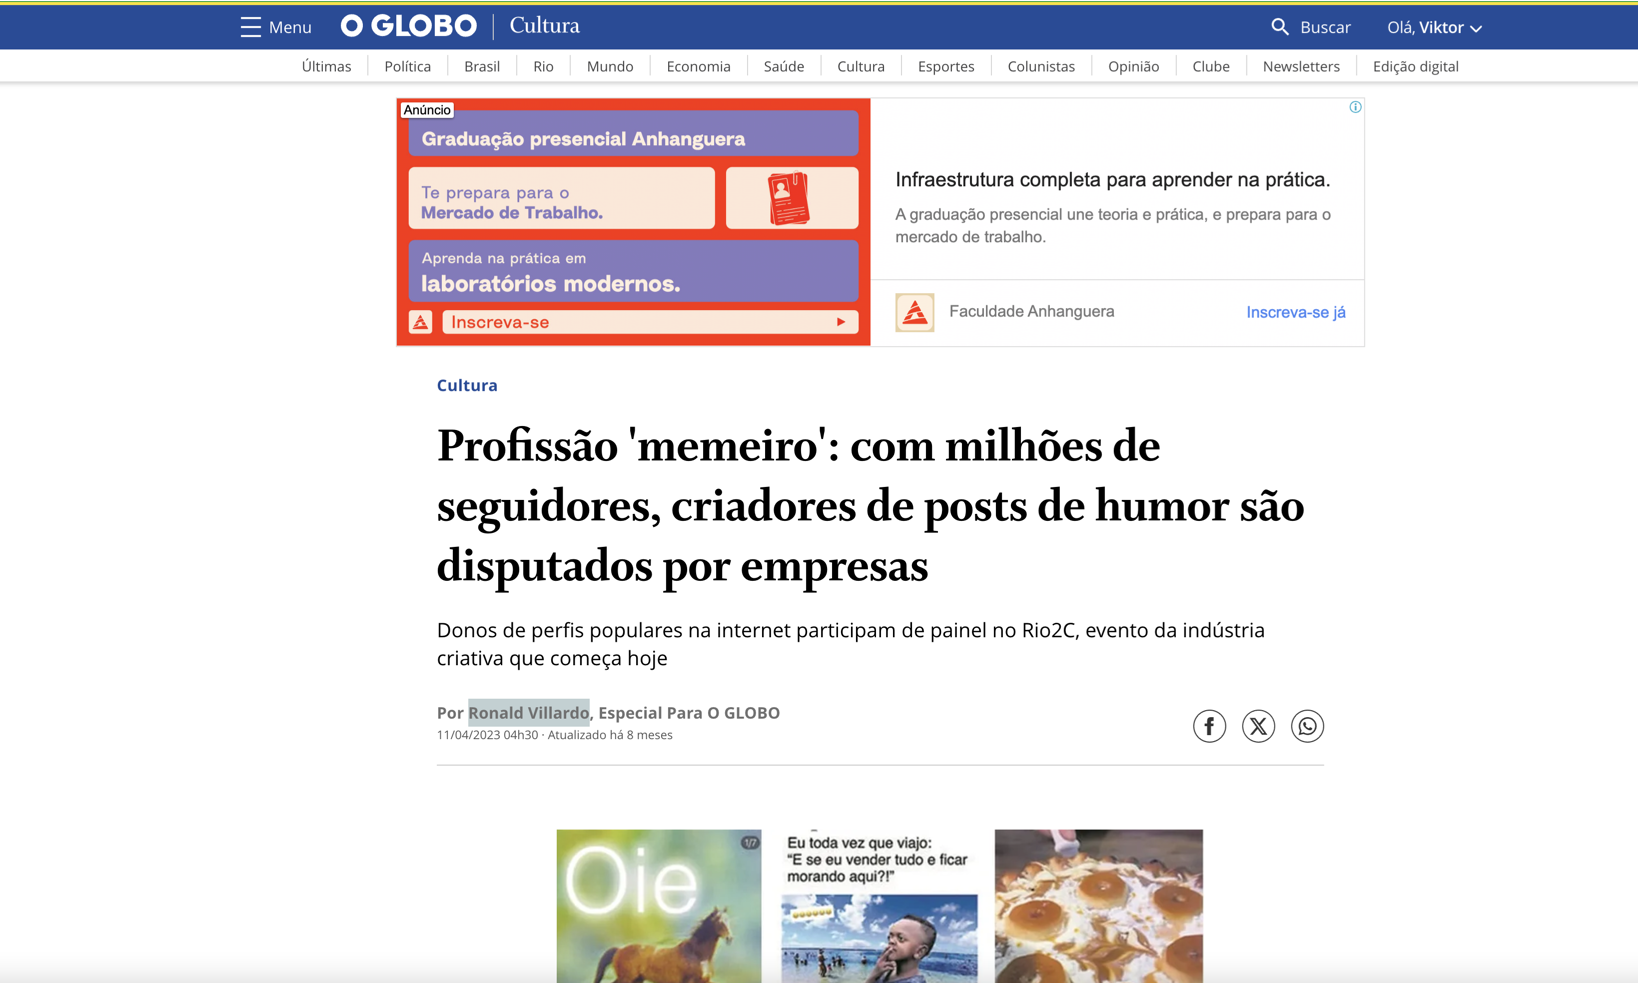 Menu
O GLOBO
Cultura
Buscar
Olá, Viktor
Últimas
Política
Brasil
Rio
Mundo
Economia
Saúde
Cultura
Esportes
Colunistas
Opinião
Clube
Newsletters
Edição digital
Anúncio
Graduação presencial Anhanguera
Te prepara para o
Mercado de Trabalho.
Aprenda na prática em
laboratórios modernos.
Inscreva-se
Infraestrutura completa para aprender na prática.
A graduação presencial une teoria e prática, e prepara para o
mercado de trabalho.
Faculdade Anhanguera
Inscreva-se já
Cultura
Profissão 'memeiro': com milhões de
seguidores, criadores de posts de humor são
disputados por empresas
Donos de perfis populares na internet participam de painel no Rio2C, evento da indústria
criativa que começa hoje
Por Ronald Villardo, Especial Para O GLOBO
11/04/2023 04h30 · Atualizado há 8 meses
1/7
Oie
Eu toda vez que viajo:
"E se eu vender tudo e ficar
morando aqui?!"